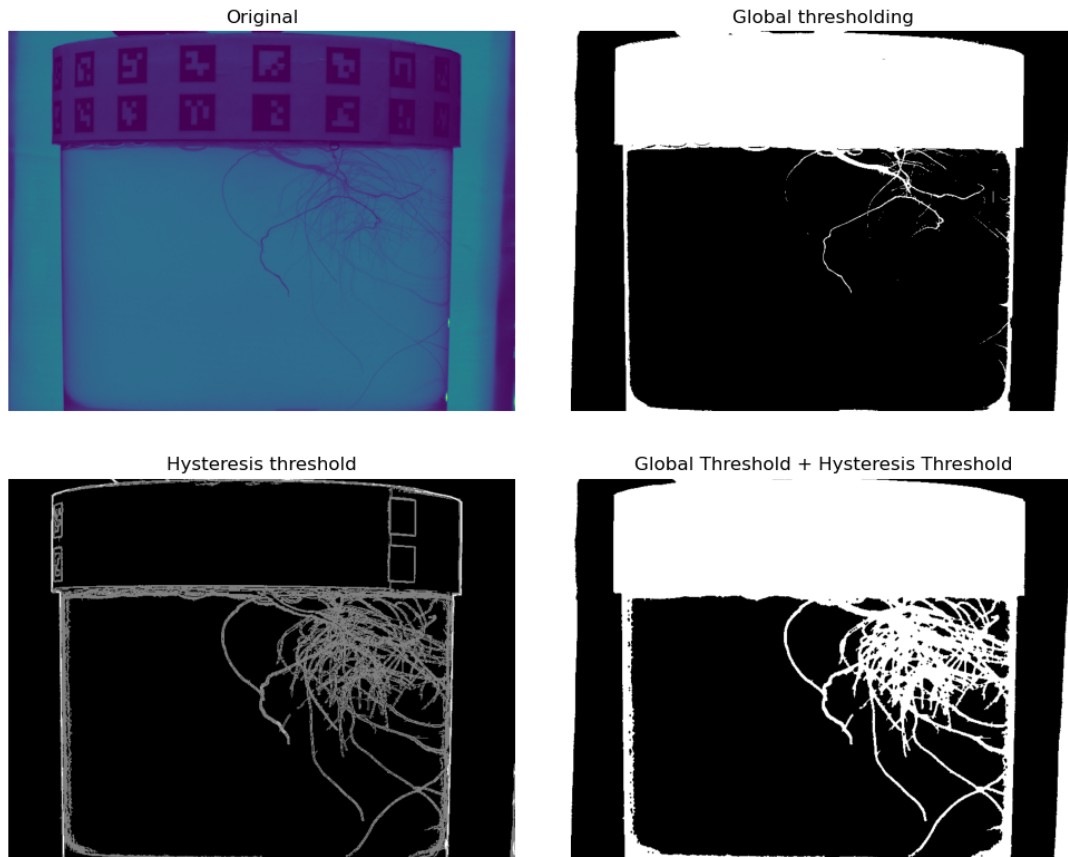 Original
Global thresholding
Hysteresis threshold
Global Threshold + Hysteresis Threshold